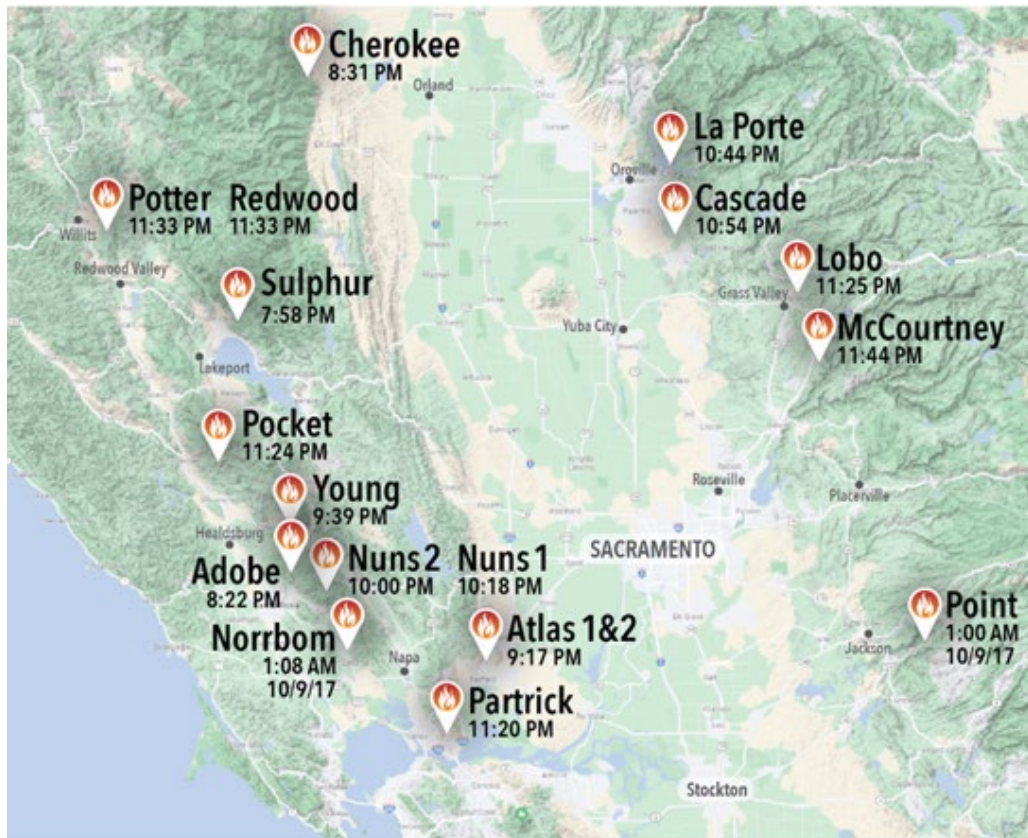 Cherokee
8:31 PM
Orland
La Porte
10:44 PM
Oroville
Cascade
10:54 PM
Palermo
Potter
11:33 PM
Redwood
11:33 PM
Willits
Redwood Valley
Sulphur
7:58 PM
Lobo
11:25 PM
Grass Valley
McCourtney
11:44 PM
Yuba City
Lakeport
Pocket
11:24 PM
Young
9:39 PM
Roseville
Placerville
Healdsburg
Adobe
8:22 PM
Nuns 2
10:00 PM
Nuns 1
10:18 PM
SACRAMENTO
Norrbom
1:08 AM
10/9/17
Atlas 1&2
9:17 PM
Napa
Point
1:00 AM
10/9/17
Jackson
Partrick
11:20 PM
Stockton